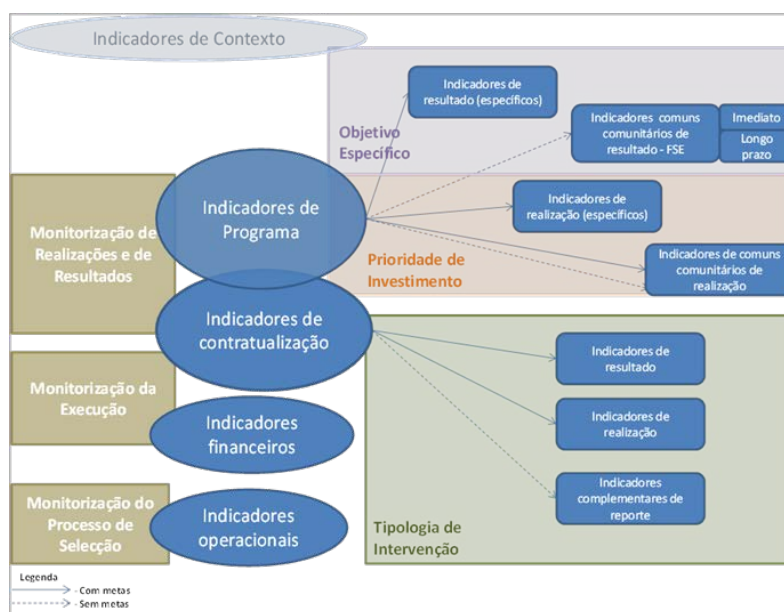 Indicadores de Contexto
Indicadores de
resultado (específicos)
Indicadores comuns
comunitários de
resultado - FSE
Imediato
Longo
prazo
Objetivo
Específico
Monitorização de
Realizações e de
Resultados
Indicadores de
Programa
Indicadores de
realização (específicos)
Prioridade de
Investimento
Indicadores de comuns
comunitários de
realização
Indicadores de
contratualização
Indicadores de
resultado
Monitorização da
Execução
Indicadores
financeiros
Indicadores de
realização
Indicadores
complementares de
reporte
Monitorização do
Processo de
Selecção
Indicadores
operacionais
Tipologia de
Intervenção
Legenda
- Com metas
- Sem metas